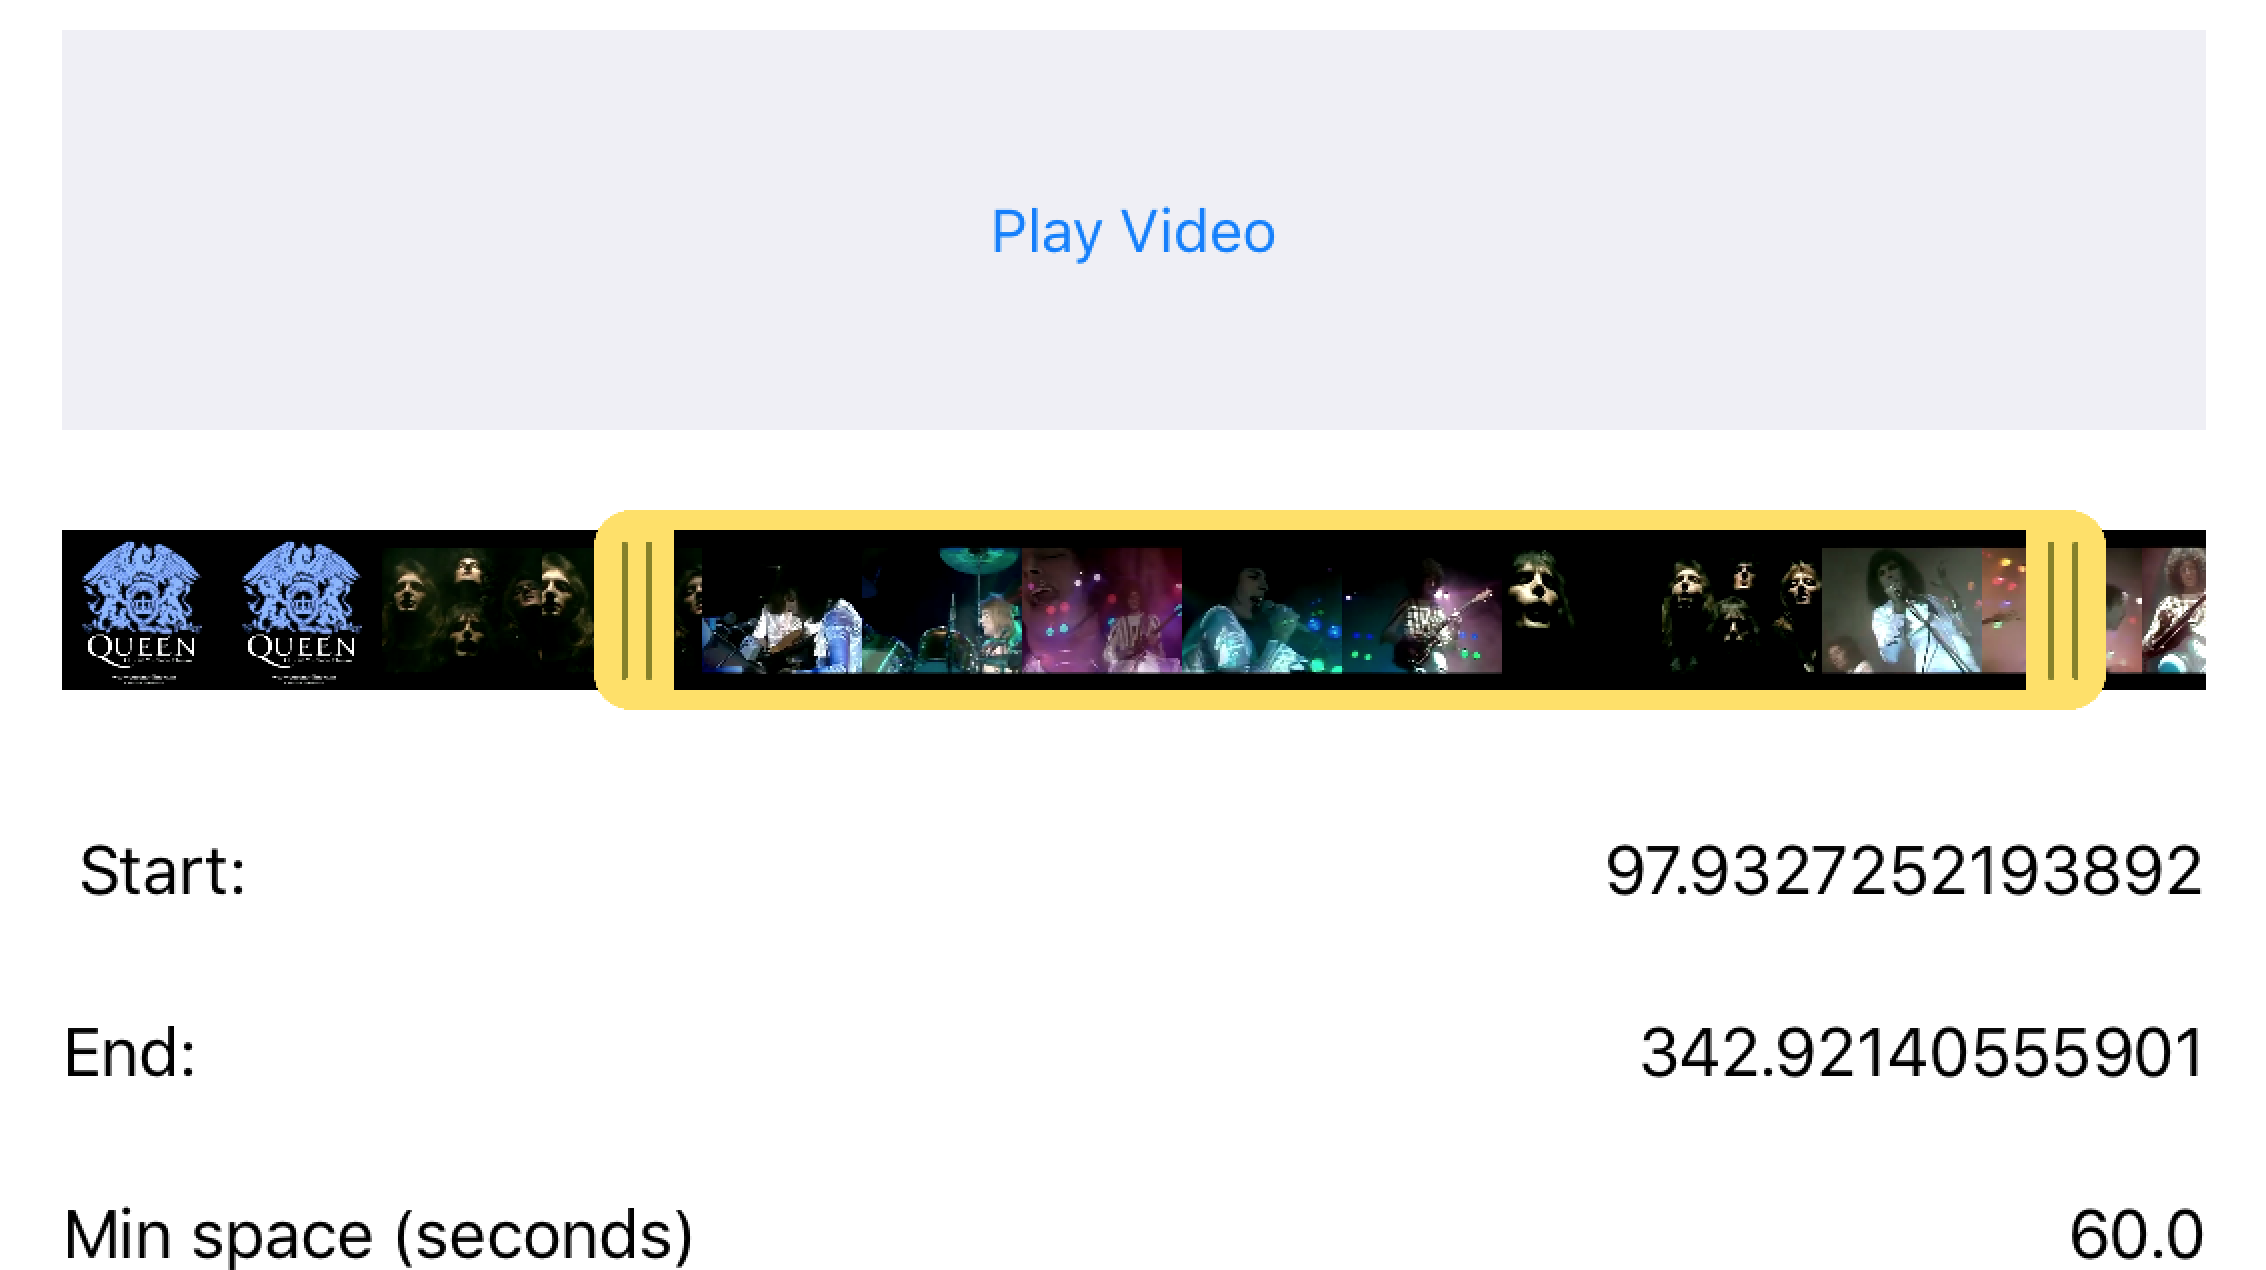 Play Video
QUEEN QUEEN
Start: 97.9327252193892
End: 342.92140555901
Min space (seconds) 60.0